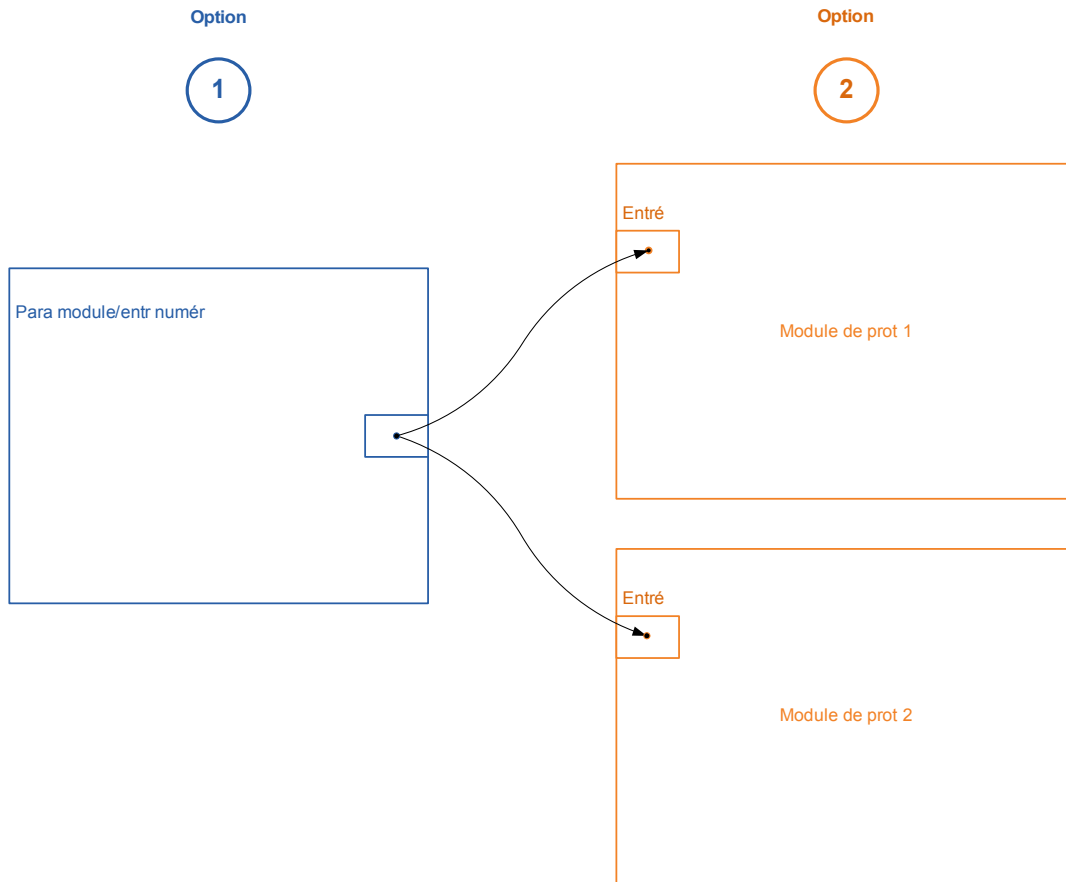 Option
Option
1
2
Entré
Para module/entr numér
Module de prot 1
Entré
Module de prot 2